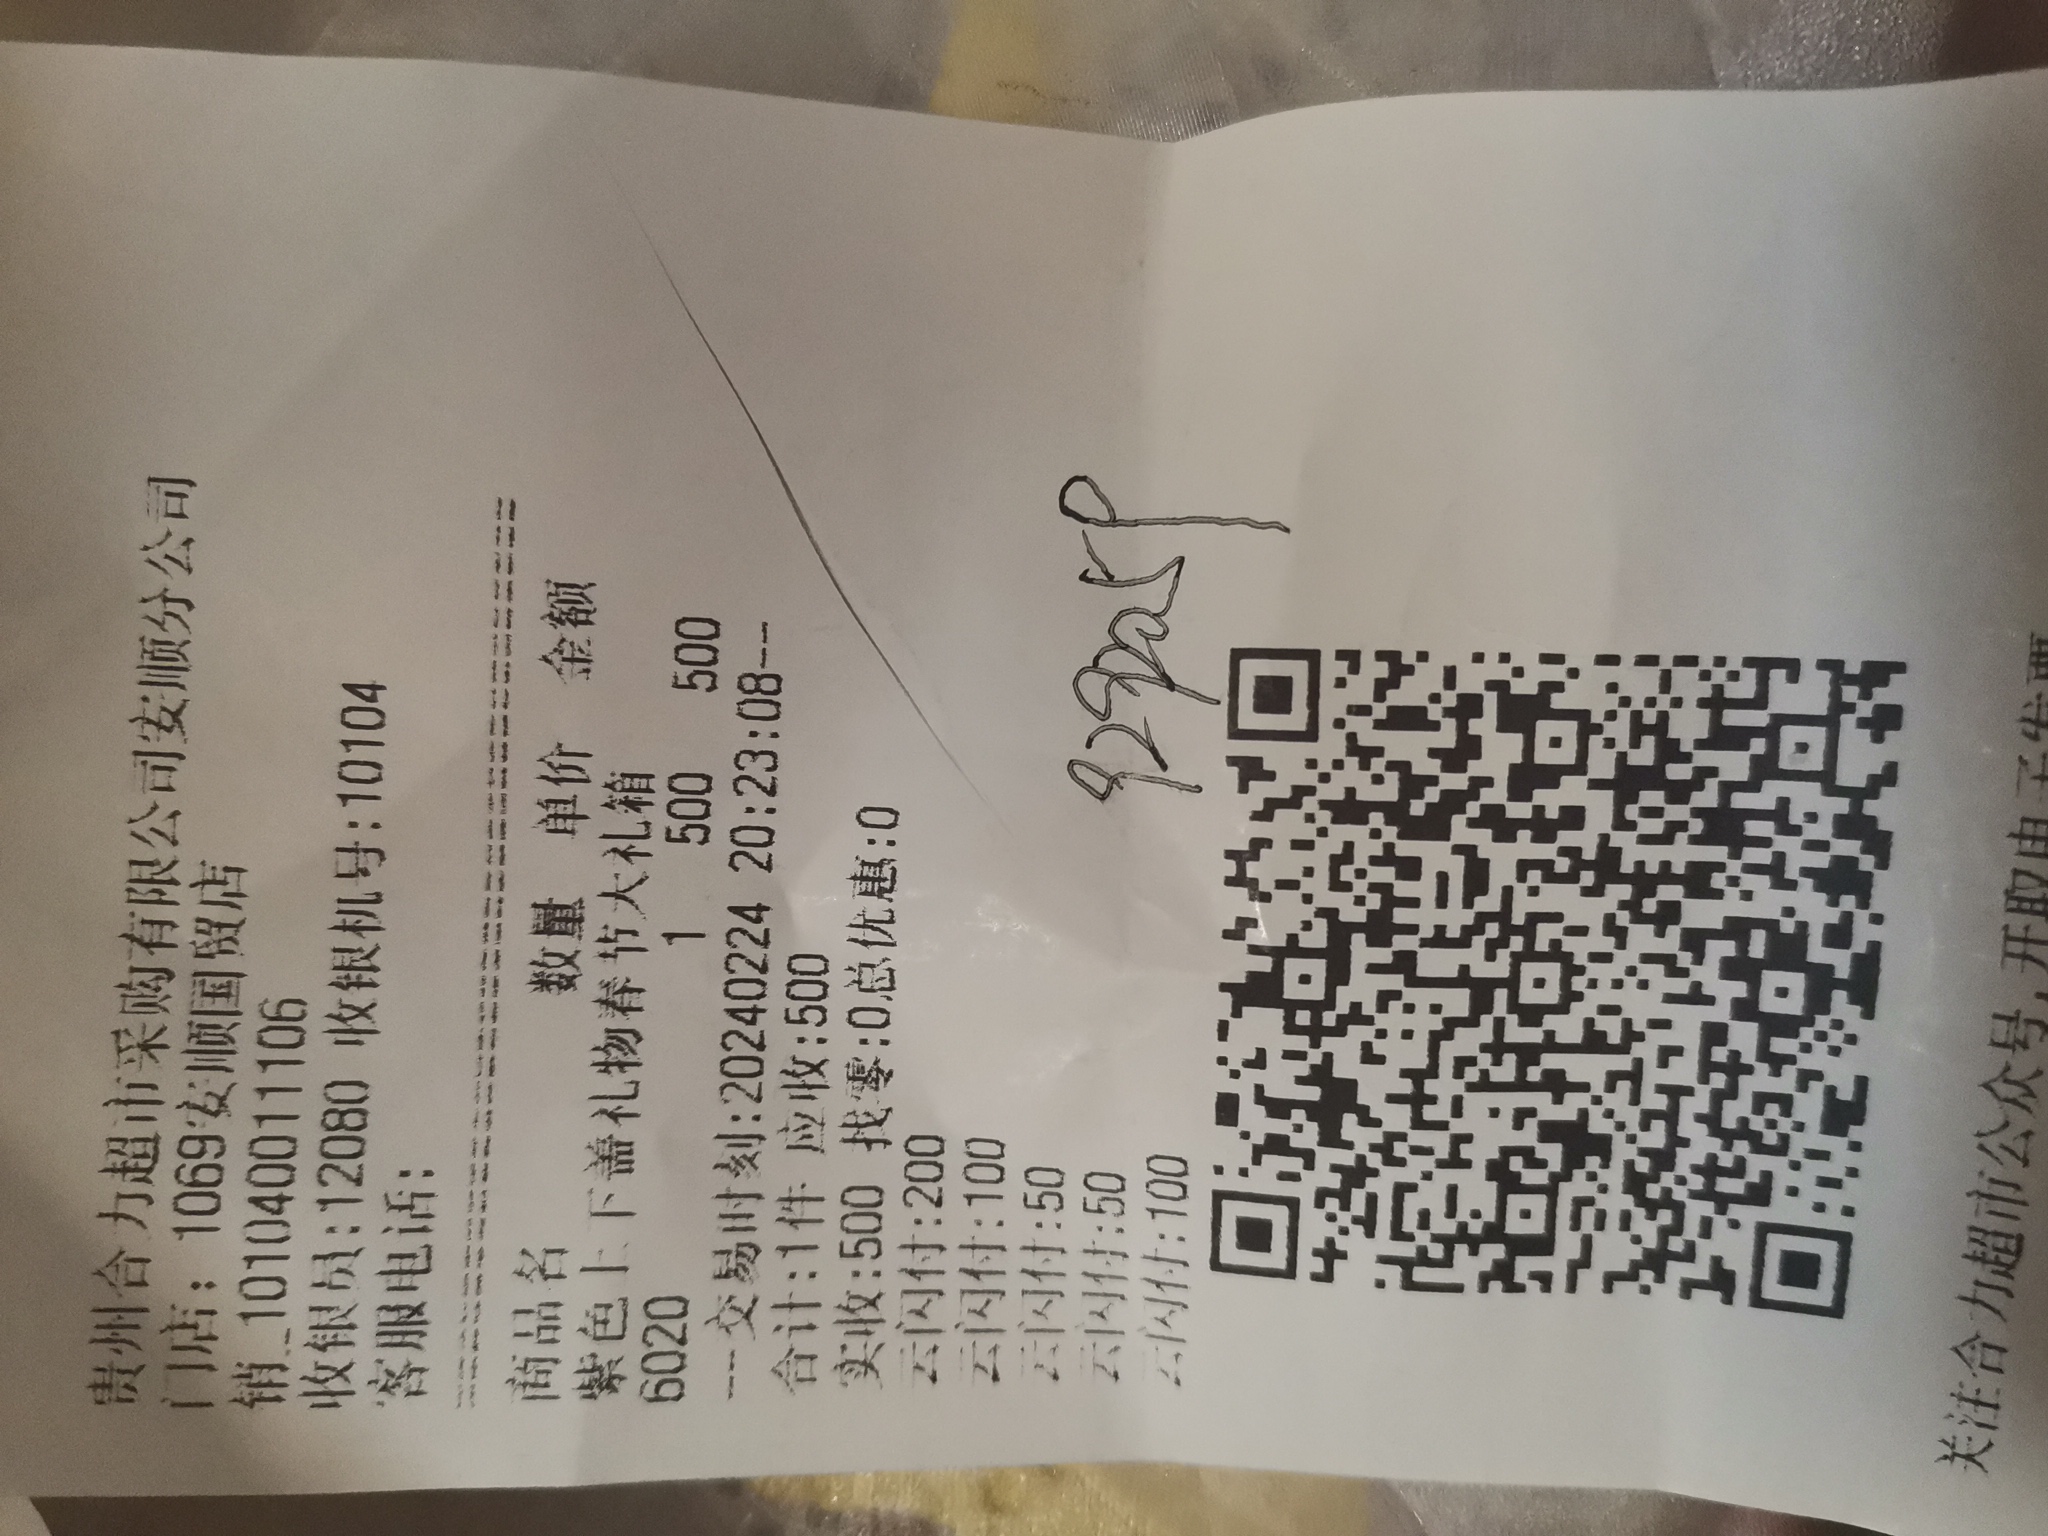 贵州合力超市采购有限公司安顺分公司
门店: 1069安顺国贸店
销_101040011106
收银员:12080 收银机号:10104
客服电话:
================================
商品名 数量 单价 金额
紫色上下盖礼物春节大礼箱
6020 1 500 500
--交易时刻:20240224 20:23:08--
合计:1件 应收:500
实收:500 找零:0总优惠:0
云闪付:200
云闪付:100
云闪付:50
云闪付:50
云闪付:100
关注合力超市公众号,开取电子发票